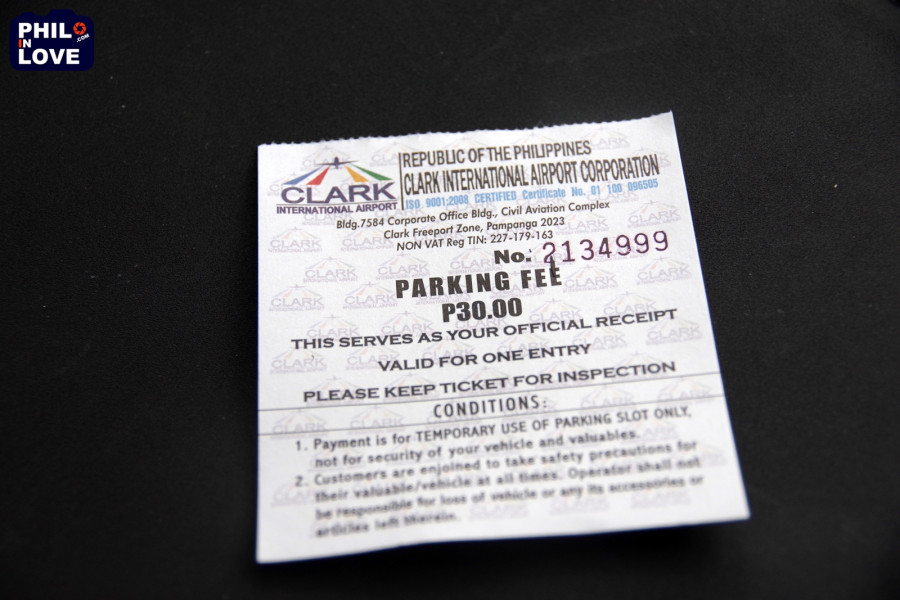 PHIL
IN .COM
LOVE
CLARK
INTERNATIONAL AIRPORT
REPUBLIC OF THE PHILIPPINES
CLARK INTERNATIONAL AIRPORT CORPORATION
ISO 9001:2008 CERTIFIED Certificate No. 01 100 096505
Bldg.7584 Corporate Office Bldg., Civil Aviation Complex
Clark Freeport Zone, Pampanga 2023
NON VAT Reg TIN: 227-179-163
No. 2134999
PARKING FEE
P30.00
THIS SERVES AS YOUR OFFICIAL RECEIPT
VALID FOR ONE ENTRY
PLEASE KEEP TICKET FOR INSPECTION
CONDITIONS:
1. Payment is for TEMPORARY USE OF PARKING SLOT ONLY,
not for security of your vehicle and valuables.
2. Customers are enjoined to take safety precautions for
their valuable/vehicle at all times. Operator shall not
be responsible for loss of vehicle or any its accessories or
articles left therein.